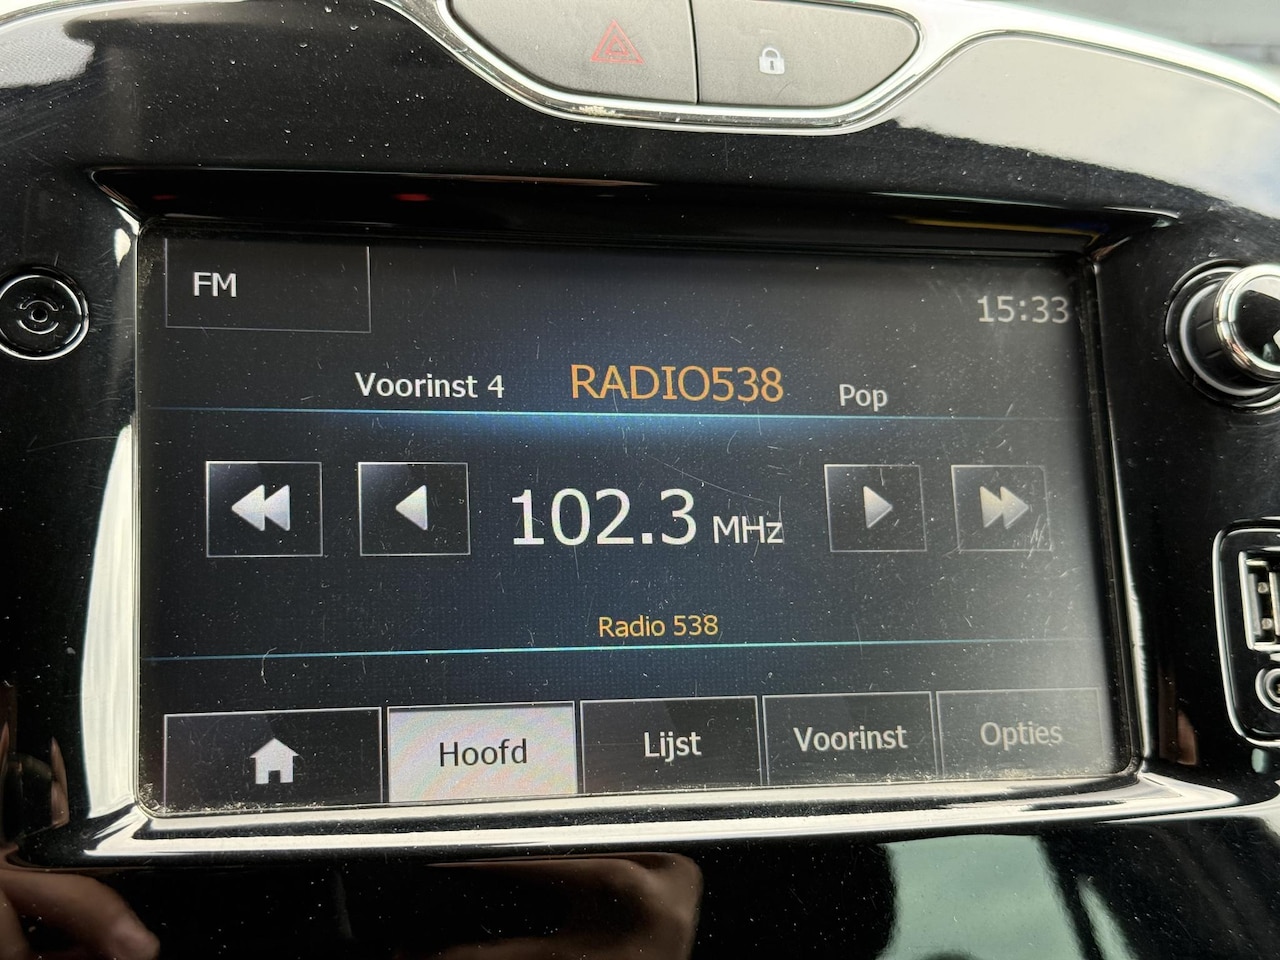 FM
15:33
Voorinst 4 RADIO538 Pop
102.3 MHz
Radio 538
Hoofd Lijst Voorinst Opties